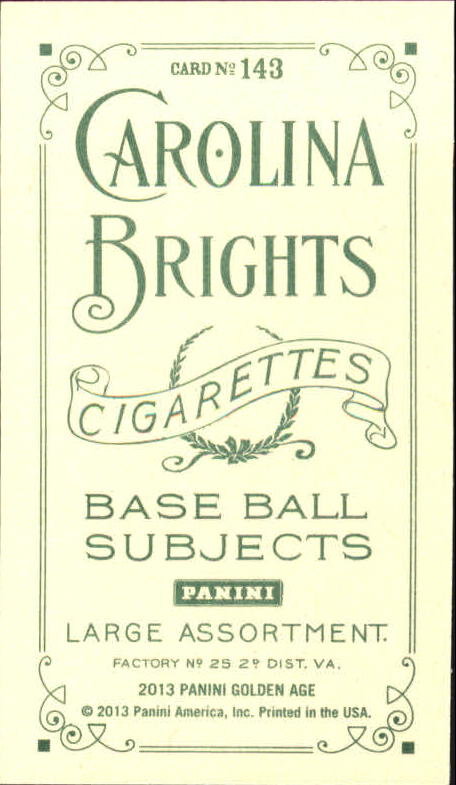 CARD Nº 143
CAROLINA
BRIGHTS
CIGARETTES
BASE BALL
SUBJECTS
PANINI
LARGE ASSORTMENT.
FACTORY Nº 25 2ᴰ DIST. VA.
2013 PANINI GOLDEN AGE
© 2013 Panini America, Inc. Printed in the USA.